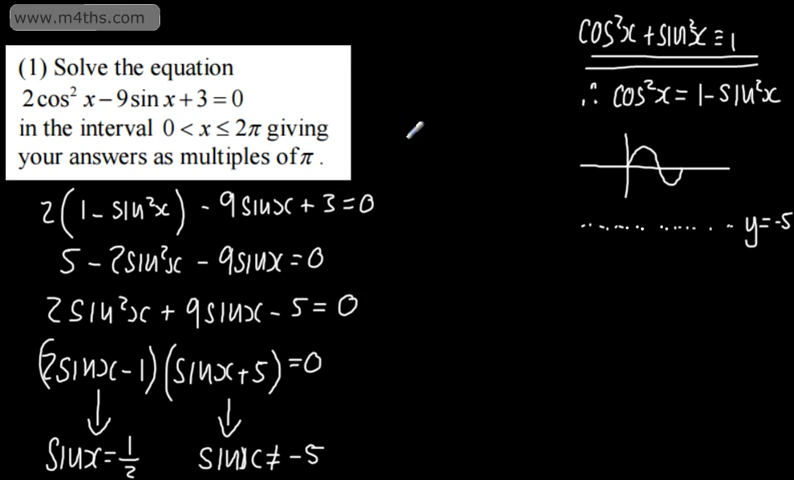 www.m4ths.com
(1) Solve the equation
2cos² x − 9sin x + 3 = 0
in the interval 0 < x ≤ 2π giving
your answers as multiples of π .
2(1 - sin²x) - 9sinx + 3 = 0
5 - 2sin²x - 9sinx = 0
2sin²x + 9sinx - 5 = 0
(2sinx - 1)(sinx + 5) = 0
sinx = 1/2 sinx ≠ -5
cos²x + sin²x ≡ 1
∴ cos²x = 1 - sin²x
y = -5